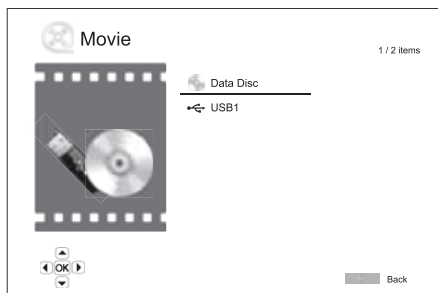 Movie
1 / 2 items
Data Disc
USB1
OK
Back